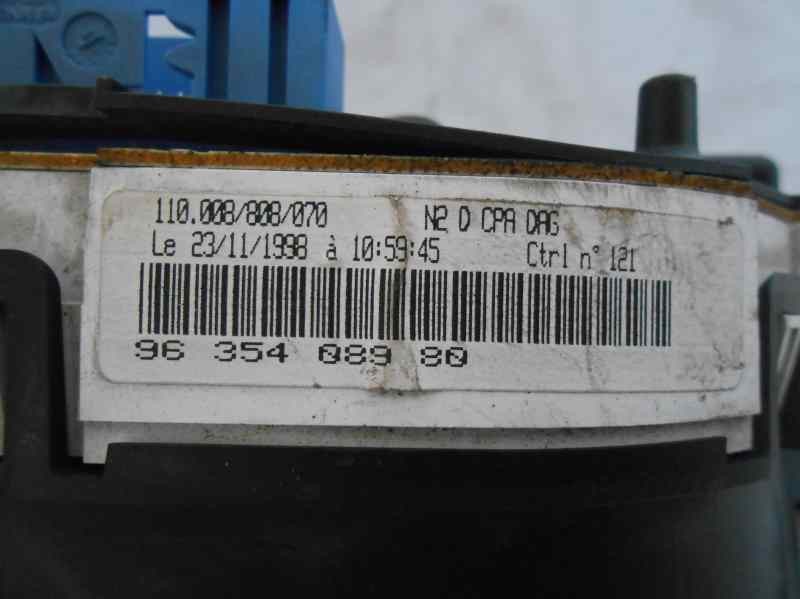 110.008/808/070 N2 D CPA DAG
Le 23/11/1998 à 10:59:45 Ctrl n° 121
96 354 089 80